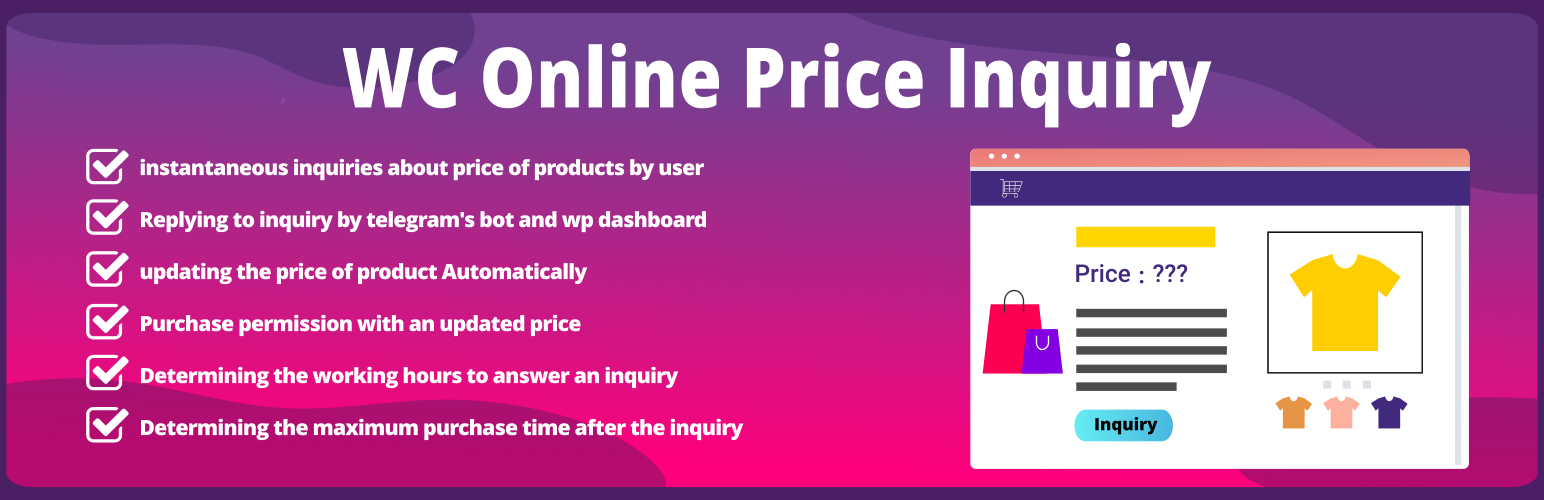 WC Online Price Inquiry
instantaneous inquiries about price of products by user
Replying to inquiry by telegram's bot and wp dashboard
updating the price of product Automatically
Purchase permission with an updated price
Determining the working hours to answer an inquiry
Determining the maximum purchase time after the inquiry
Price : ???
Inquiry